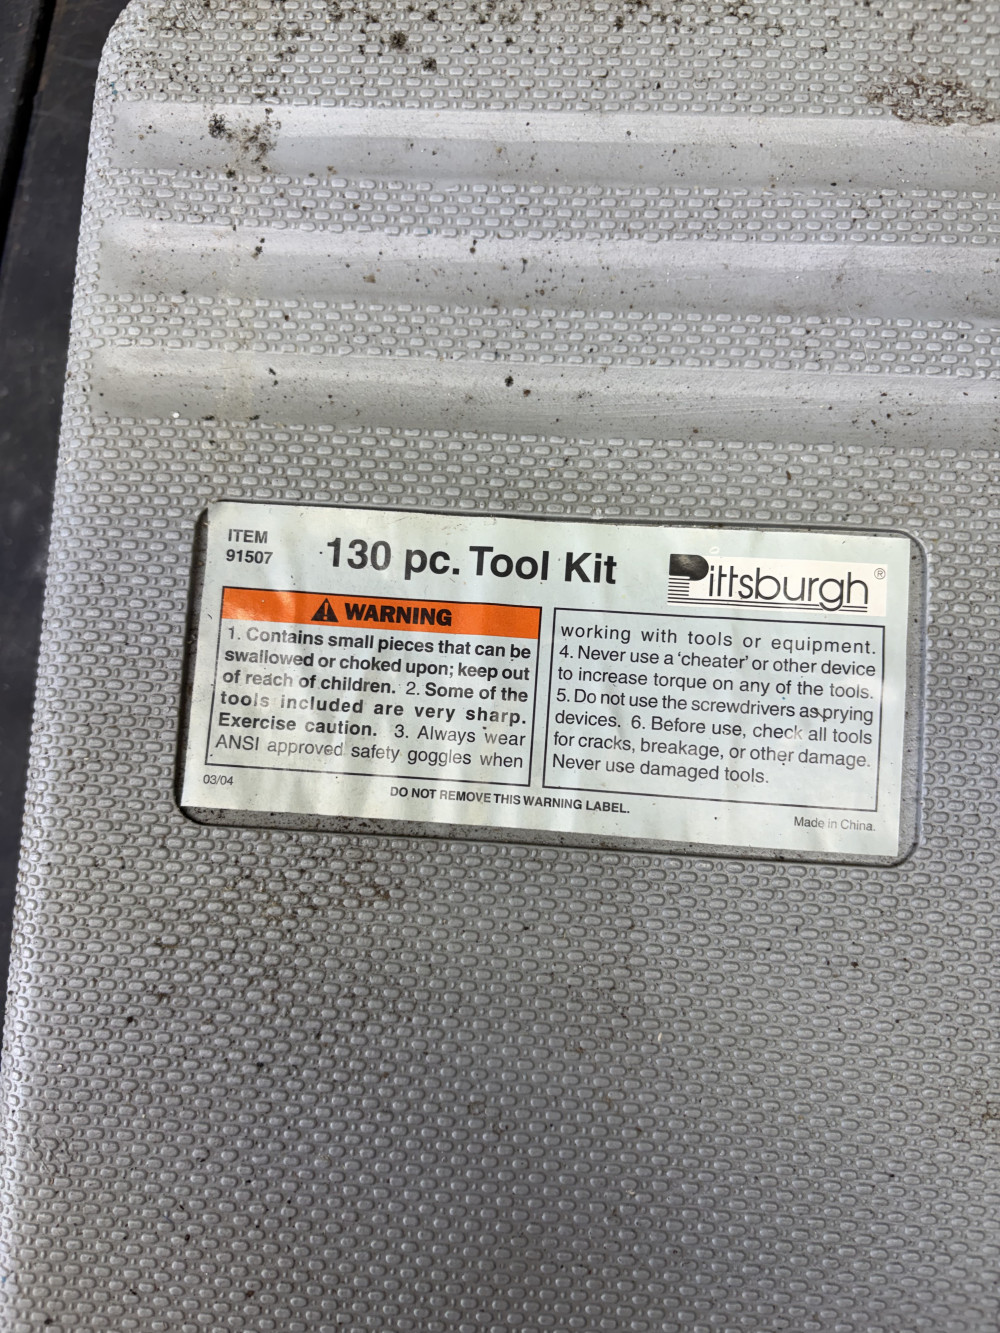 ITEM
91507
130 pc. Tool Kit
Pittsburgh®
⚠ WARNING
1. Contains small pieces that can be
swallowed or choked upon; keep out
of reach of children. 2. Some of the
tools included are very sharp.
Exercise caution. 3. Always wear
ANSI approved safety goggles when
working with tools or equipment.
4. Never use a ‘cheater’ or other device
to increase torque on any of the tools.
5. Do not use the screwdrivers as prying
devices. 6. Before use, check all tools
for cracks, breakage, or other damage.
Never use damaged tools.
03/04
DO NOT REMOVE THIS WARNING LABEL.
Made in China.